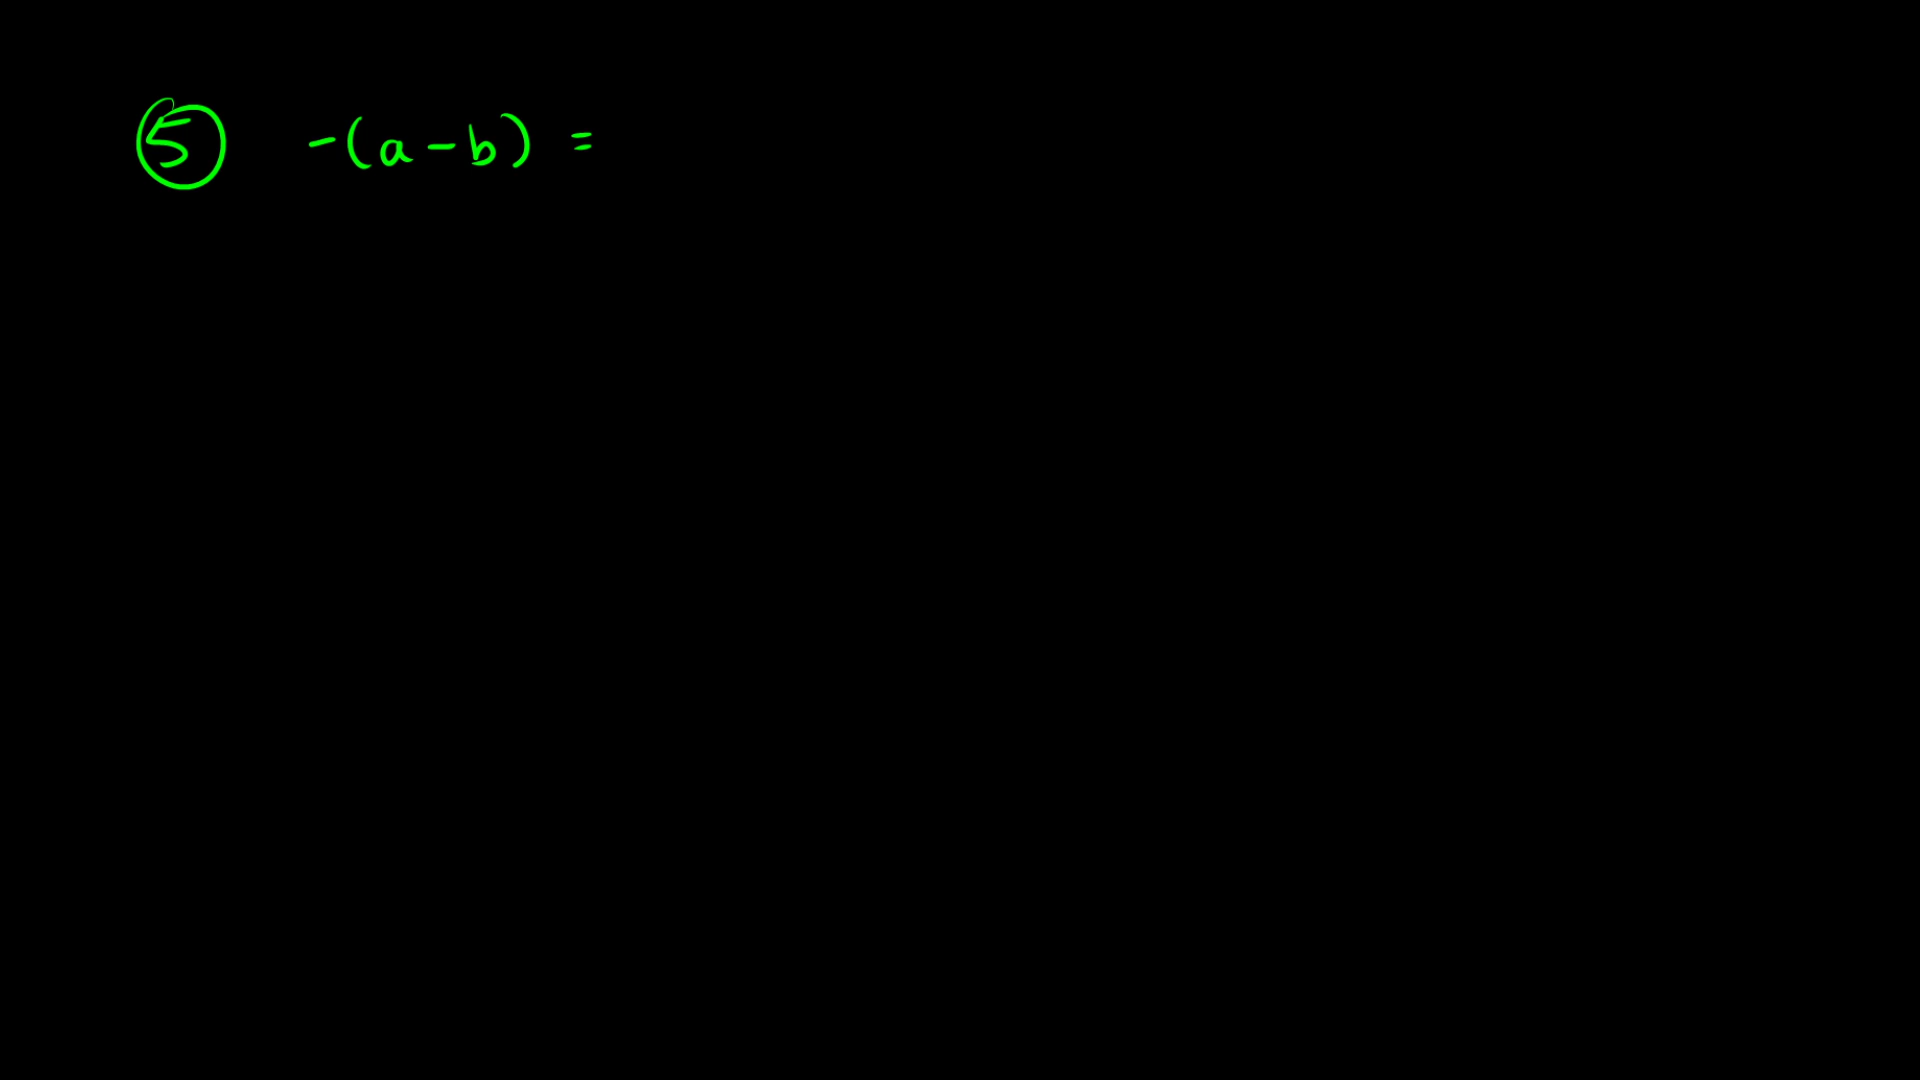 ⑤ -(a-b) =